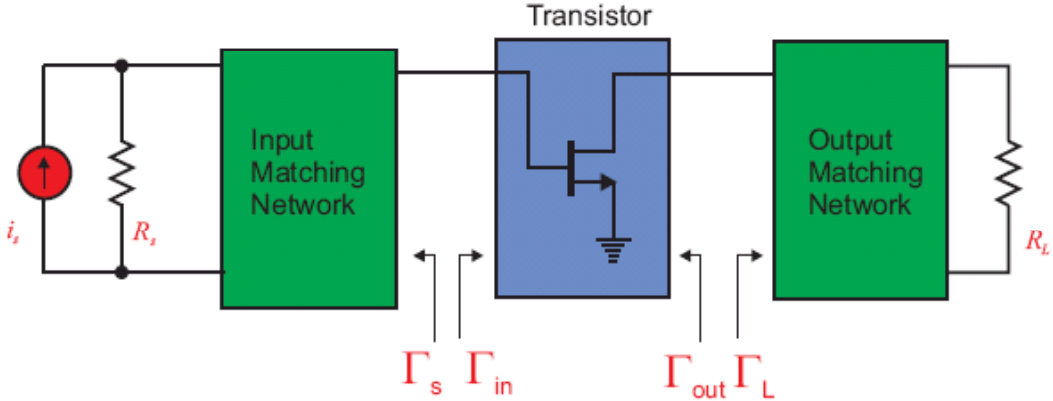 Transistor
Input
Matching
Network
Output
Matching
Network
i_s
R_s
R_L
Γ_s Γ_in
Γ_out Γ_L